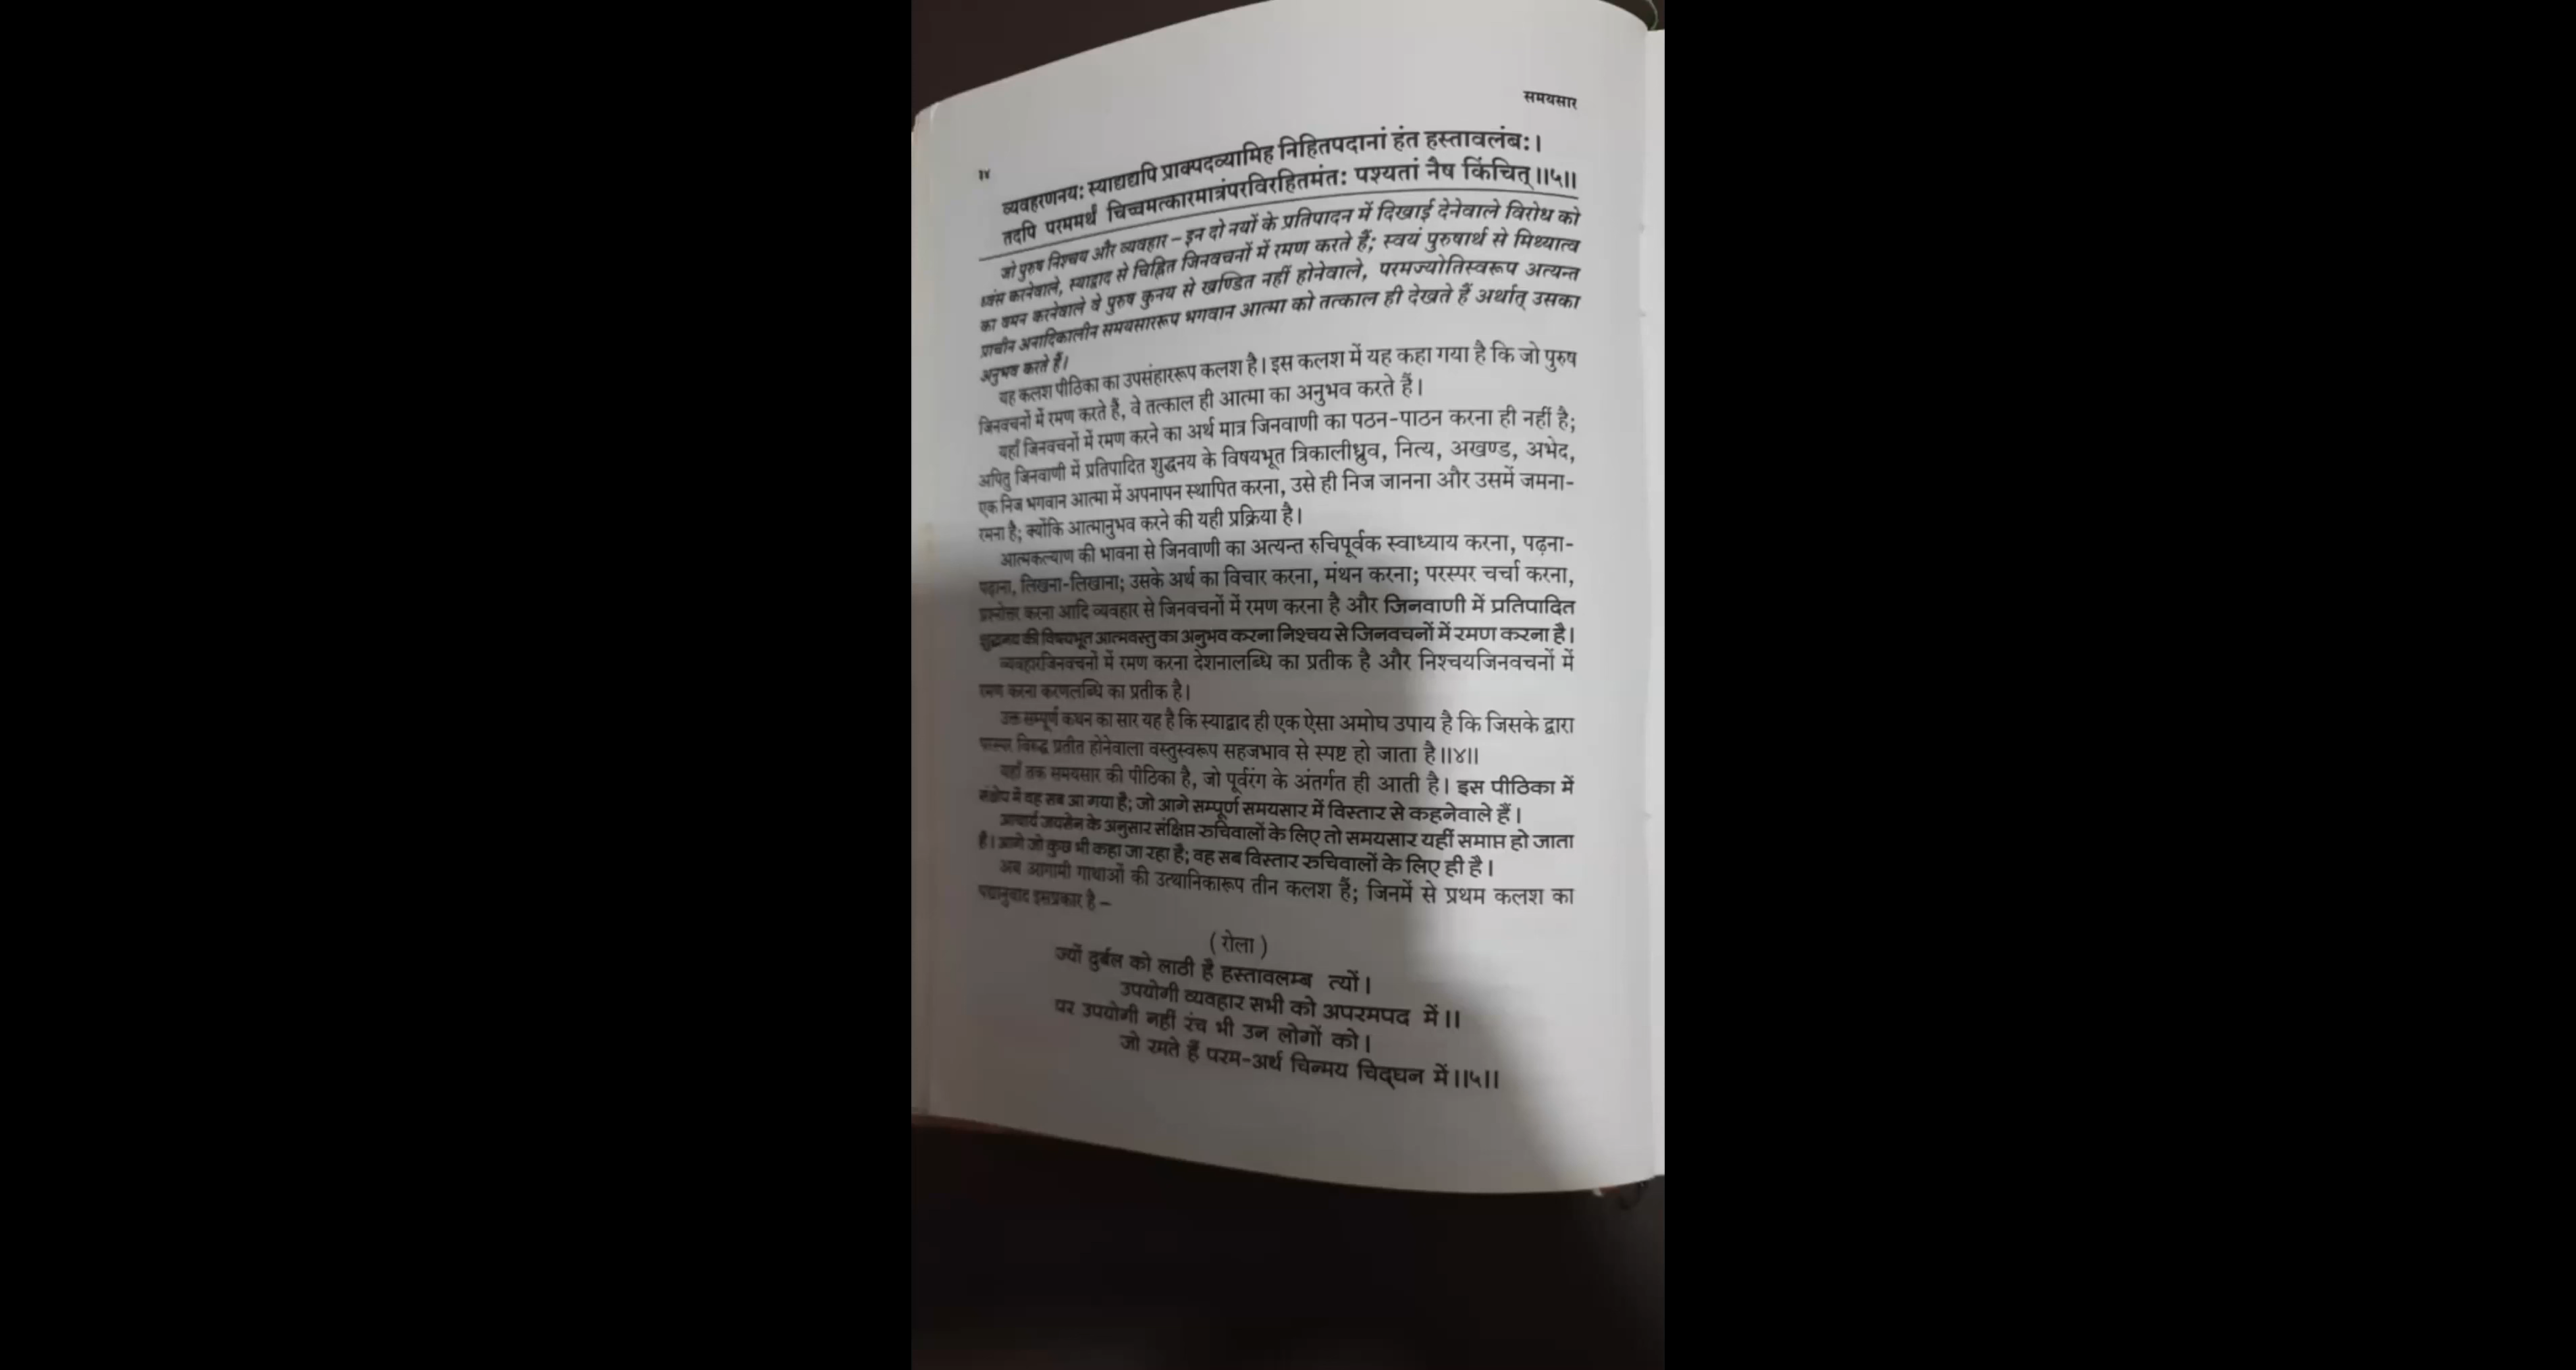 समयसार
३४
व्यवहरणनयः स्याद्यद्यपि प्राक्पदव्यामिह निहितपदानां हंत हस्तावलंबः।
तदपि परममर्थं चिच्चमत्कारमात्रंपरविरहितमंतः पश्यतां नैष किंचित्॥५॥
जो पुरुष निश्चय और व्यवहार – इन दो नयों के प्रतिपादन में दिखाई देनेवाले विरोध को
ध्वंस करनेवाले, स्याद्वाद से चिह्नित जिनवचनों में रमण करते हैं; स्वयं पुरुषार्थ से मिथ्यात्व
का वमन करनेवाले वे पुरुष कुनय से खण्डित नहीं होनेवाले, परमज्योतिस्वरूप अत्यन्त
प्राचीन अनादिकालीन समयसाररूप भगवान आत्मा को तत्काल ही देखते हैं अर्थात् उसका
अनुभव करते हैं।
यह कलश पीठिका का उपसंहाररूप कलश है। इस कलश में यह कहा गया है कि जो पुरुष
जिनवचनों में रमण करते हैं, वे तत्काल ही आत्मा का अनुभव करते हैं।
यहाँ जिनवचनों में रमण करने का अर्थ मात्र जिनवाणी का पठन-पाठन करना ही नहीं है;
अपितु जिनवाणी में प्रतिपादित शुद्धनय के विषयभूत त्रिकालीध्रुव, नित्य, अखण्ड, अभेद,
एक निज भगवान आत्मा में अपनापन स्थापित करना, उसे ही निज जानना और उसमें जमना-
रमना है; क्योंकि आत्मानुभव करने की यही प्रक्रिया है।
आत्मकल्याण की भावना से जिनवाणी का अत्यन्त रुचिपूर्वक स्वाध्याय करना, पढ़ना-
पढ़ाना, लिखना-लिखाना; उसके अर्थ का विचार करना, मंथन करना; परस्पर चर्चा करना,
प्रश्नोत्तर करना आदि व्यवहार से जिनवचनों में रमण करना है और जिनवाणी में प्रतिपादित
शुद्धनय की विषयभूत आत्मवस्तु का अनुभव करना निश्चय से जिनवचनों में रमण करना है।
व्यवहारजिनवचनों में रमण करना देशनालब्धि का प्रतीक है और निश्चयजिनवचनों में
रमण करना करणलब्धि का प्रतीक है।
उक्त सम्पूर्ण कथन का सार यह है कि स्याद्वाद ही एक ऐसा अमोघ उपाय है कि जिसके द्वारा
परस्पर विरुद्ध प्रतीत होनेवाला वस्तुस्वरूप सहजभाव से स्पष्ट हो जाता है॥४॥
यहाँ तक समयसार की पीठिका है, जो पूर्वरंग के अंतर्गत ही आती है। इस पीठिका में
संक्षेप में वह सब आ गया है; जो आगे सम्पूर्ण समयसार में विस्तार से कहनेवाले हैं।
आचार्य जयसेन के अनुसार संक्षिप्त रुचिवालों के लिए तो समयसार यहीं समाप्त हो जाता
है। आगे जो कुछ भी कहा जा रहा है; वह सब विस्तार रुचिवालों के लिए ही है।
अब आगामी गाथाओं की उत्थानिकारूप तीन कलश हैं; जिनमें से प्रथम कलश का
पद्यानुवाद इसप्रकार है –
( रोला )
ज्यों दुर्बल को लाठी है हस्तावलम्ब त्यों।
उपयोगी व्यवहार सभी को अपरमपद में॥
पर उपयोगी नहीं रंच भी उन लोगों को।
जो रमते हैं परम-अर्थ चिन्मय चिद्घन में॥५॥